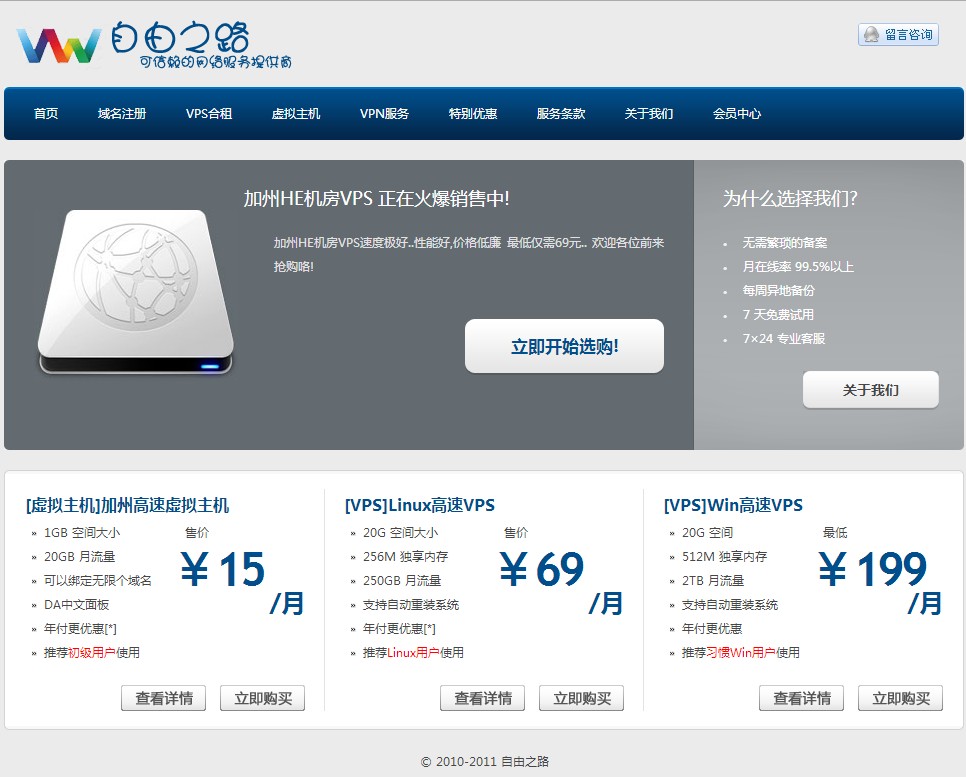 自由之路
可信赖的网络服务提供商
留言咨询
首页 域名注册 VPS合租 虚拟主机 VPN服务 特别优惠 服务条款 关于我们 会员中心
加州HE机房VPS 正在火爆销售中!
加州HE机房VPS速度极好..性能好,价格低廉 最低仅需69元... 欢迎各位前来
抢购咯!
立即开始选购!
为什么选择我们?
无需繁琐的备案
月在线率 99.5%以上
每周异地备份
7 天免费试用
7×24 专业客服
关于我们
[虚拟主机]加州高速虚拟主机
» 1GB 空间大小
» 20GB 月流量
» 可以绑定无限个域名
» DA中文面板
» 年付更优惠[*]
» 推荐初级用户使用
售价
¥15
/月
查看详情 立即购买
[VPS]Linux高速VPS
» 20G 空间大小
» 256M 独享内存
» 250GB 月流量
» 支持自动重装系统
» 年付更优惠[*]
» 推荐Linux用户使用
售价
¥69
/月
查看详情 立即购买
[VPS]Win高速VPS
» 20G 空间
» 512M 独享内存
» 2TB 月流量
» 支持自动重装系统
» 年付更优惠
» 推荐习惯Win用户使用
最低
¥199
/月
查看详情 立即购买
© 2010-2011 自由之路